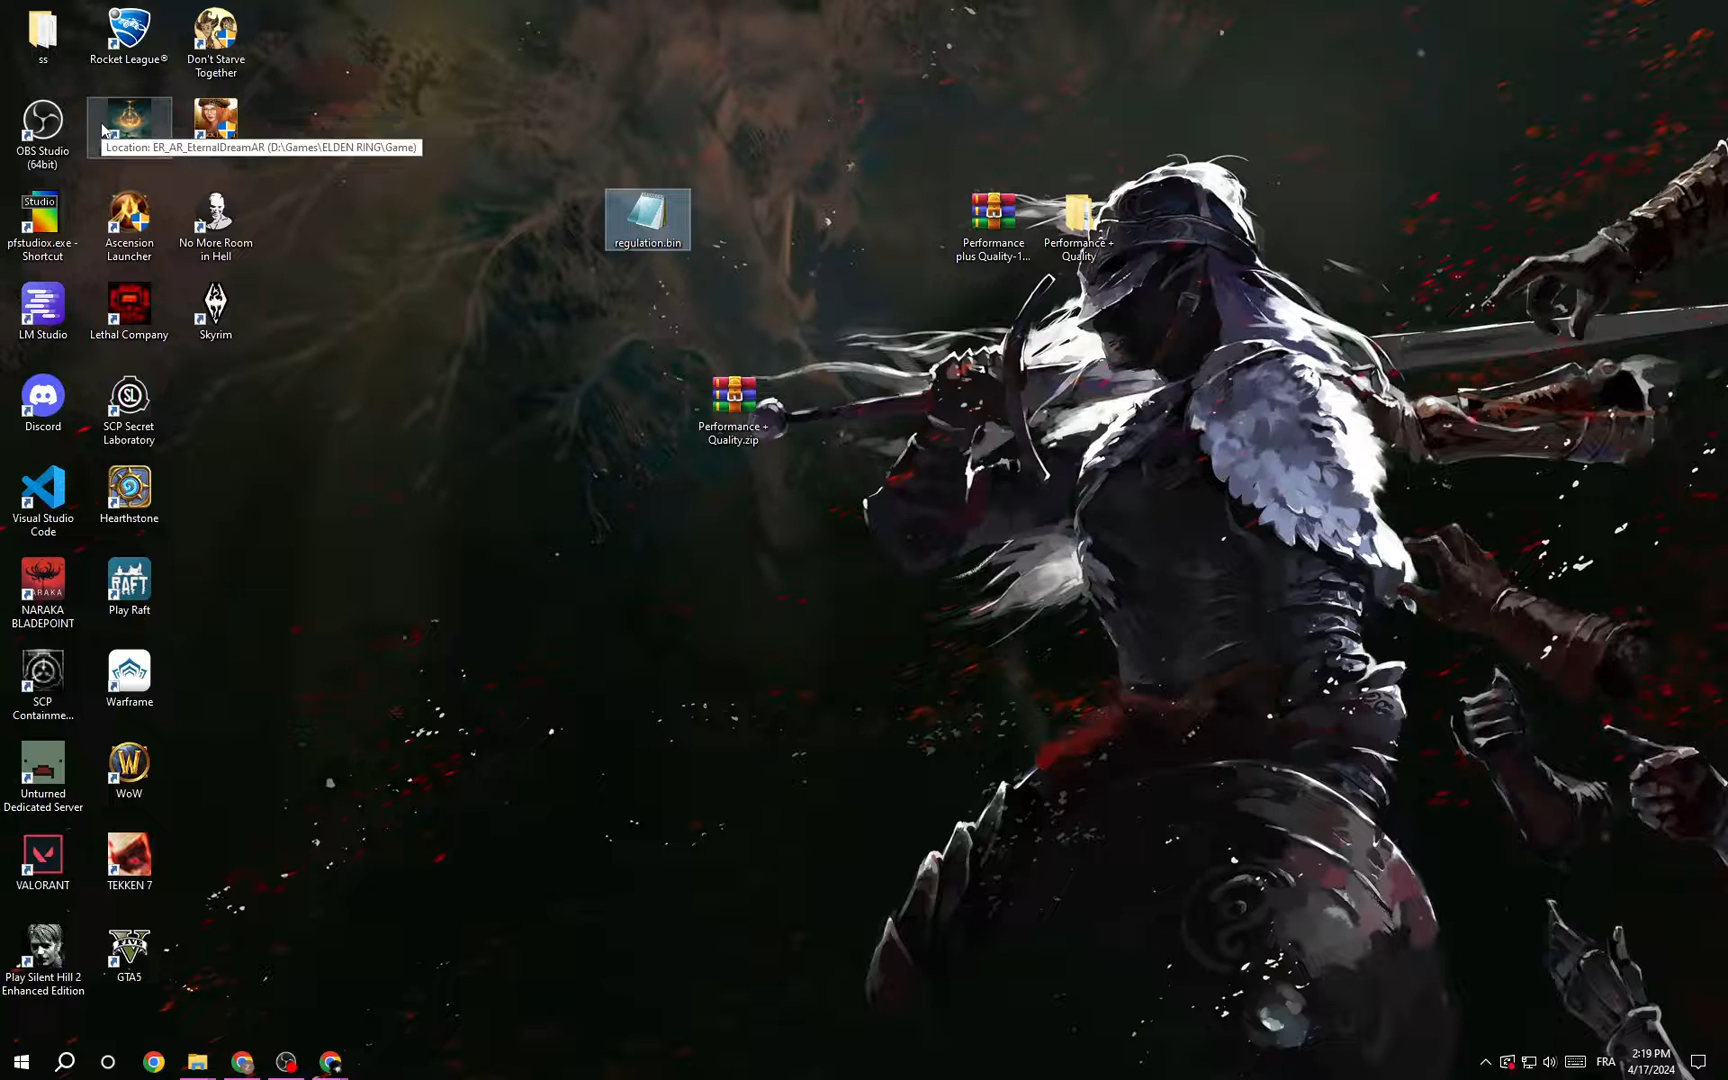 ss
Rocket League®
Don't Starve
Together
OBS Studio
(64bit)
Location: ER_AR_EternalDreamAR (D:\Games\ELDEN RING\Game)
Studio
pfstudiox.exe -
Shortcut
Ascension
Launcher
No More Room
in Hell
regulation.bin
Performance
plus Quality-1...
Performance +
Quality
LM Studio
Lethal Company
Skyrim
Discord
SCP Secret
Laboratory
Performance +
Quality.zip
Visual Studio
Code
Hearthstone
NARAKA
BLADEPOINT
RAFT
Play Raft
SCP
Containme...
Warframe
Unturned
Dedicated Server
WoW
VALORANT
TEKKEN 7
Play Silent Hill 2
Enhanced Edition
GTA5
FRA
2:19 PM
4/17/2024